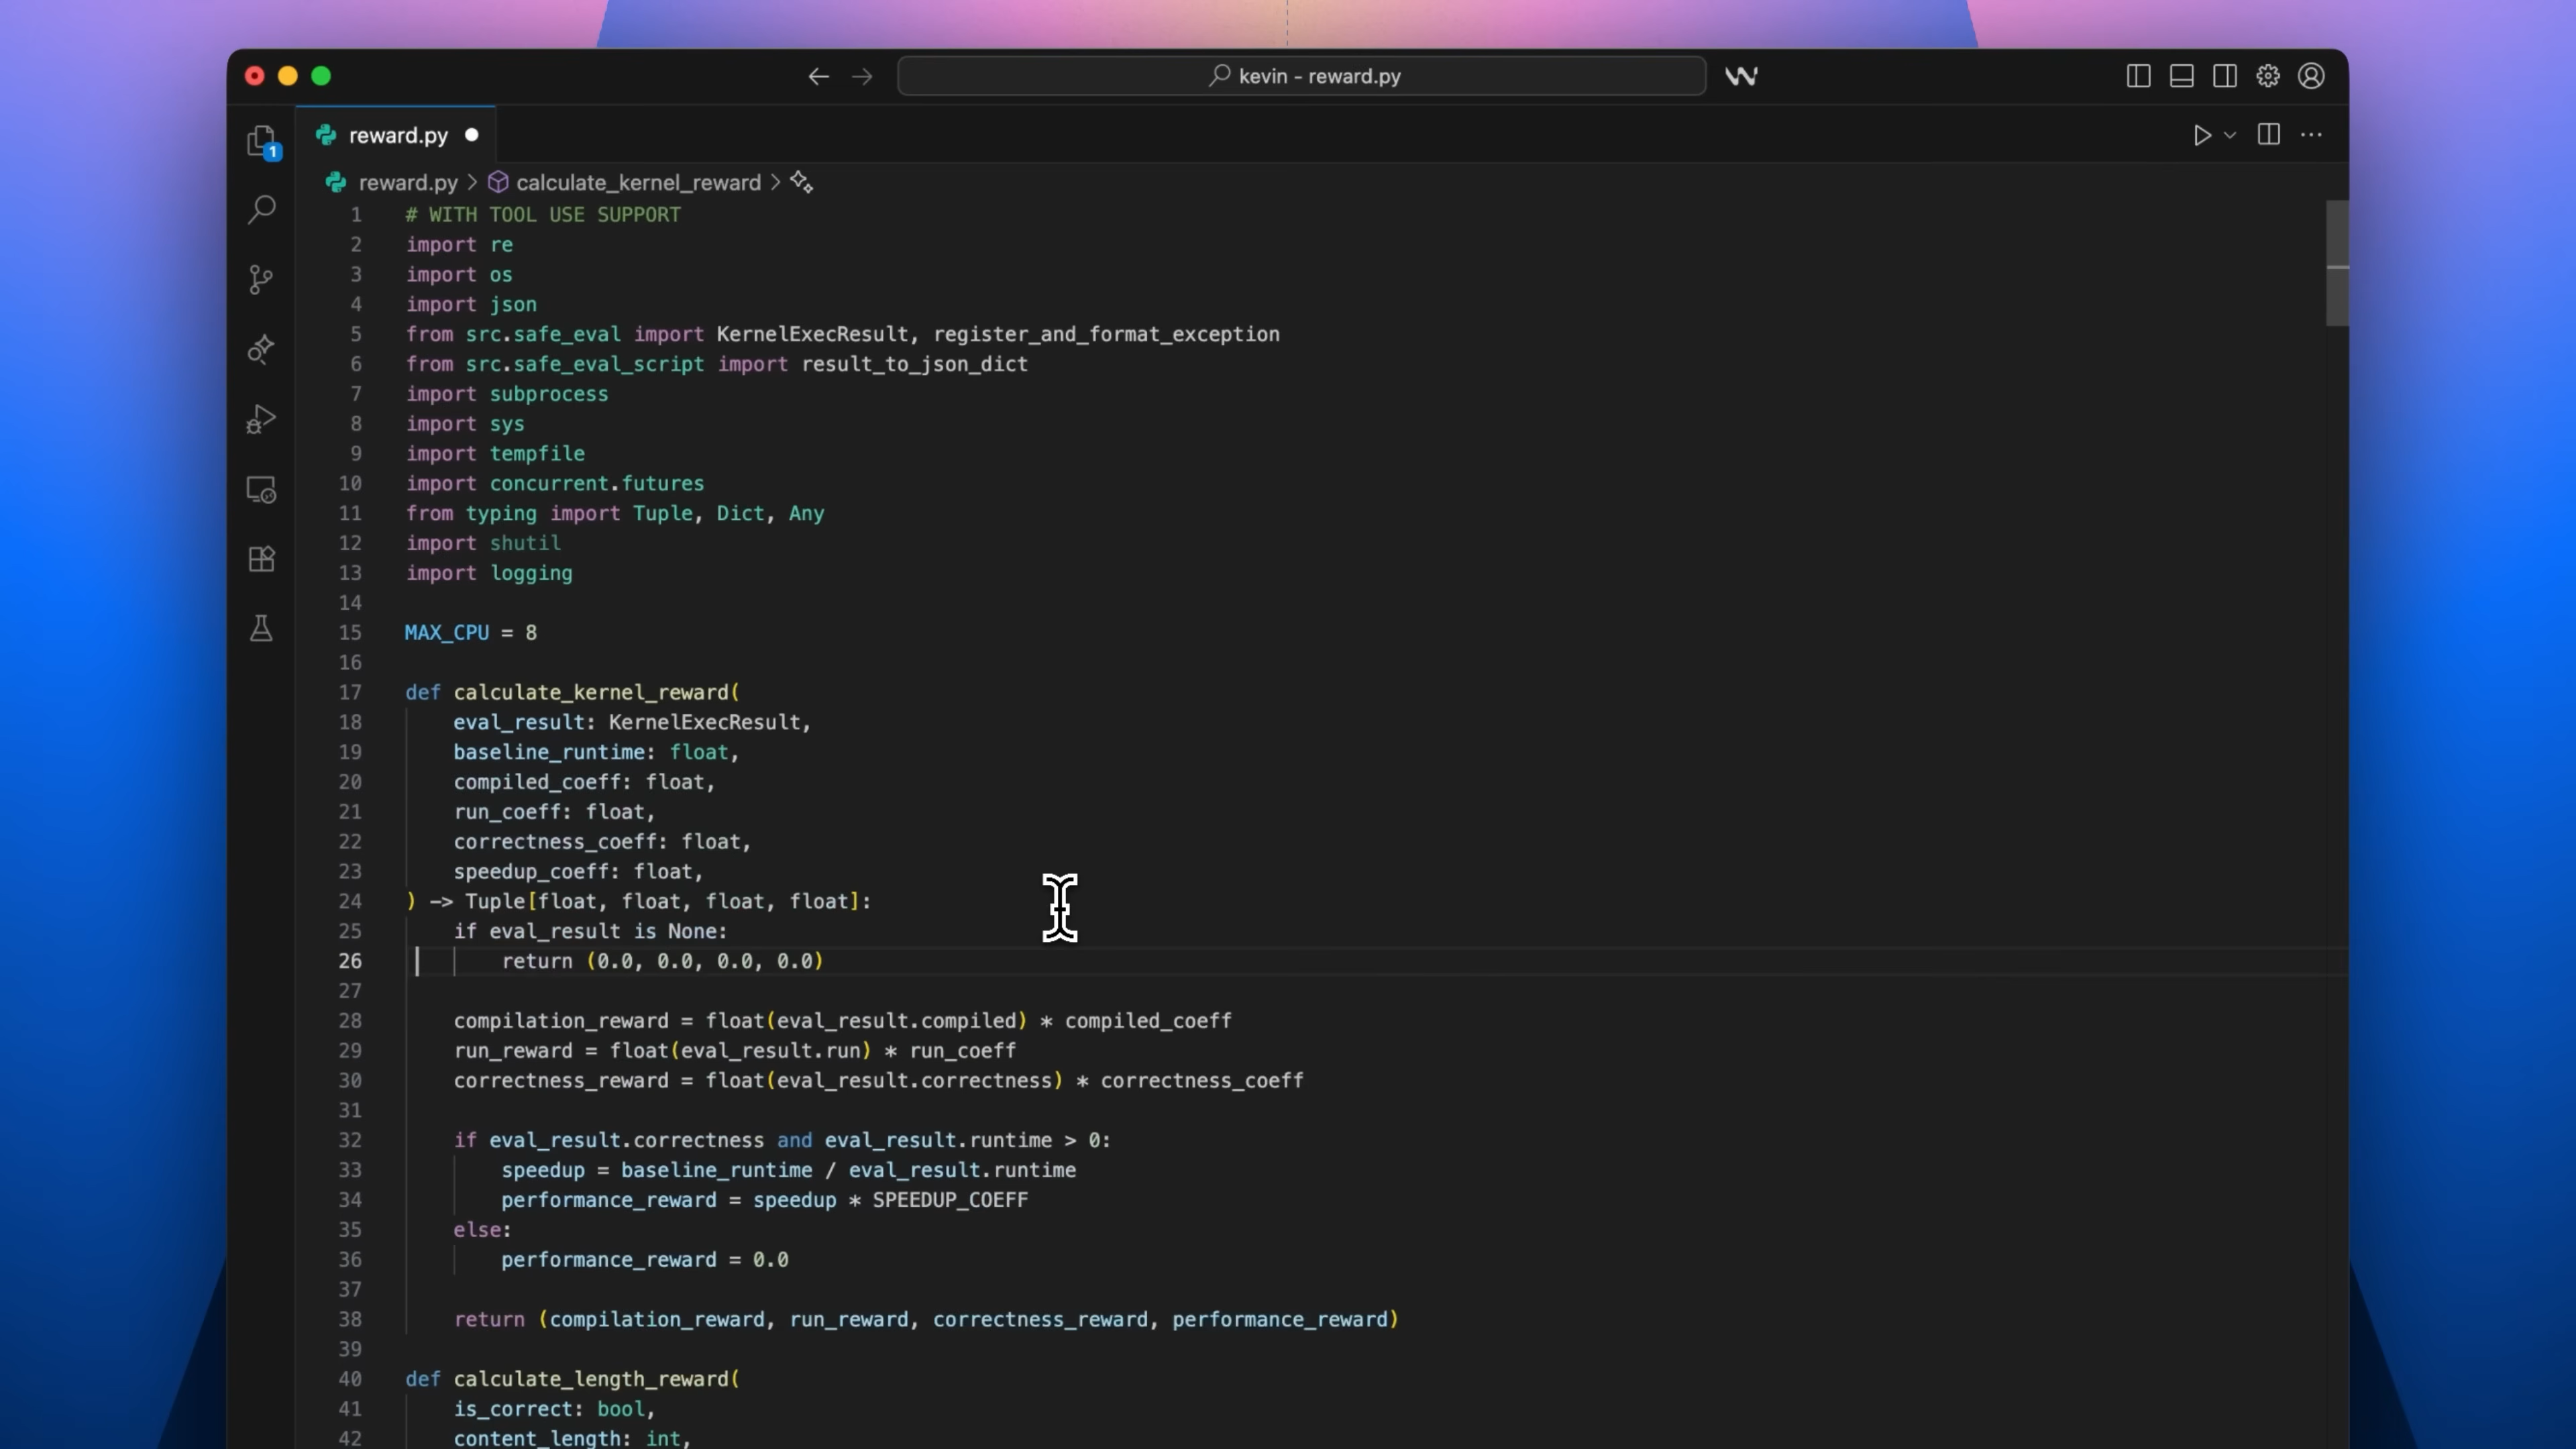 kevin - reward.py
reward.py
1
reward.py > calculate_kernel_reward >
1 # WITH TOOL USE SUPPORT
2 import re
3 import os
4 import json
5 from src.safe_eval import KernelExecResult, register_and_format_exception
6 from src.safe_eval_script import result_to_json_dict
7 import subprocess
8 import sys
9 import tempfile
10 import concurrent.futures
11 from typing import Tuple, Dict, Any
12 import shutil
13 import logging
14
15 MAX_CPU = 8
16
17 def calculate_kernel_reward(
18     eval_result: KernelExecResult,
19     baseline_runtime: float,
20     compiled_coeff: float,
21     run_coeff: float,
22     correctness_coeff: float,
23     speedup_coeff: float,
24 ) -> Tuple[float, float, float, float]:
25     if eval_result is None:
26         return (0.0, 0.0, 0.0, 0.0)
27
28     compilation_reward = float(eval_result.compiled) * compiled_coeff
29     run_reward = float(eval_result.run) * run_coeff
30     correctness_reward = float(eval_result.correctness) * correctness_coeff
31
32     if eval_result.correctness and eval_result.runtime > 0:
33         speedup = baseline_runtime / eval_result.runtime
34         performance_reward = speedup * SPEEDUP_COEFF
35     else:
36         performance_reward = 0.0
37
38     return (compilation_reward, run_reward, correctness_reward, performance_reward)
39
40 def calculate_length_reward(
41     is_correct: bool,
42     content_length: int,